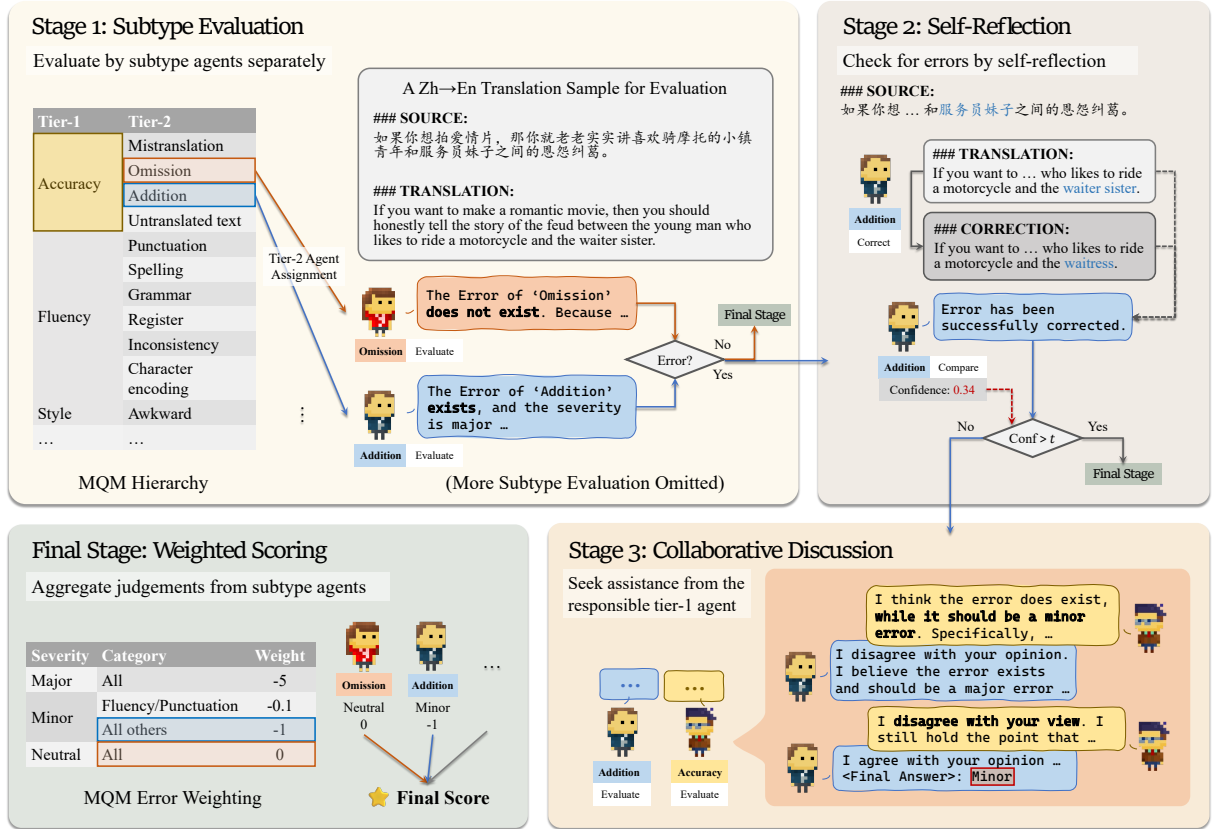 Stage 1: Subtype Evaluation
Evaluate by subtype agents separately
Tier-1 Tier-2
Accuracy
Mistranslation
Omission
Addition
Untranslated text
Fluency
Punctuation
Spelling
Grammar
Register
Inconsistency
Character
encoding
Style Awkward
… …
MQM Hierarchy
Tier-2 Agent
Assignment
A Zh→En Translation Sample for Evaluation
### SOURCE:
如果你想拍爱情片，那你就老老实实讲喜欢骑摩托的小镇
青年和服务员妹子之间的恩怨纠葛。
### TRANSLATION:
If you want to make a romantic movie, then you should
honestly tell the story of the feud between the young man who
likes to ride a motorcycle and the waiter sister.
The Error of ‘Omission’
does not exist. Because …
Omission Evaluate
The Error of ‘Addition’
exists, and the severity
is major …
Addition Evaluate
⋮
Error?
No
Yes
Final Stage
(More Subtype Evaluation Omitted)
Stage 2: Self-Reflection
Check for errors by self-reflection
### SOURCE:
如果你想 … 和服务员妹子之间的恩怨纠葛。
### TRANSLATION:
If you want to … who likes to ride
a motorcycle and the waiter sister.
Addition
Correct
### CORRECTION:
If you want to … who likes to ride
a motorcycle and the waitress.
Error has been
successfully corrected.
Addition Compare
Confidence: 0.34
Conf > t
No
Yes
Final Stage
Final Stage: Weighted Scoring
Aggregate judgements from subtype agents
Severity Category Weight
Major All -5
Minor
Fluency/Punctuation -0.1
All others -1
Neutral All 0
MQM Error Weighting
Omission
Neutral
0
Addition
Minor
-1
…
Final Score
Stage 3: Collaborative Discussion
Seek assistance from the
responsible tier-1 agent
…
…
Addition
Evaluate
Accuracy
Evaluate
I think the error does exist,
while it should be a minor
error. Specifically, …
I disagree with your opinion.
I believe the error exists
and should be a major error …
I disagree with your view. I
still hold the point that …
I agree with your opinion …
<Final Answer>: Minor